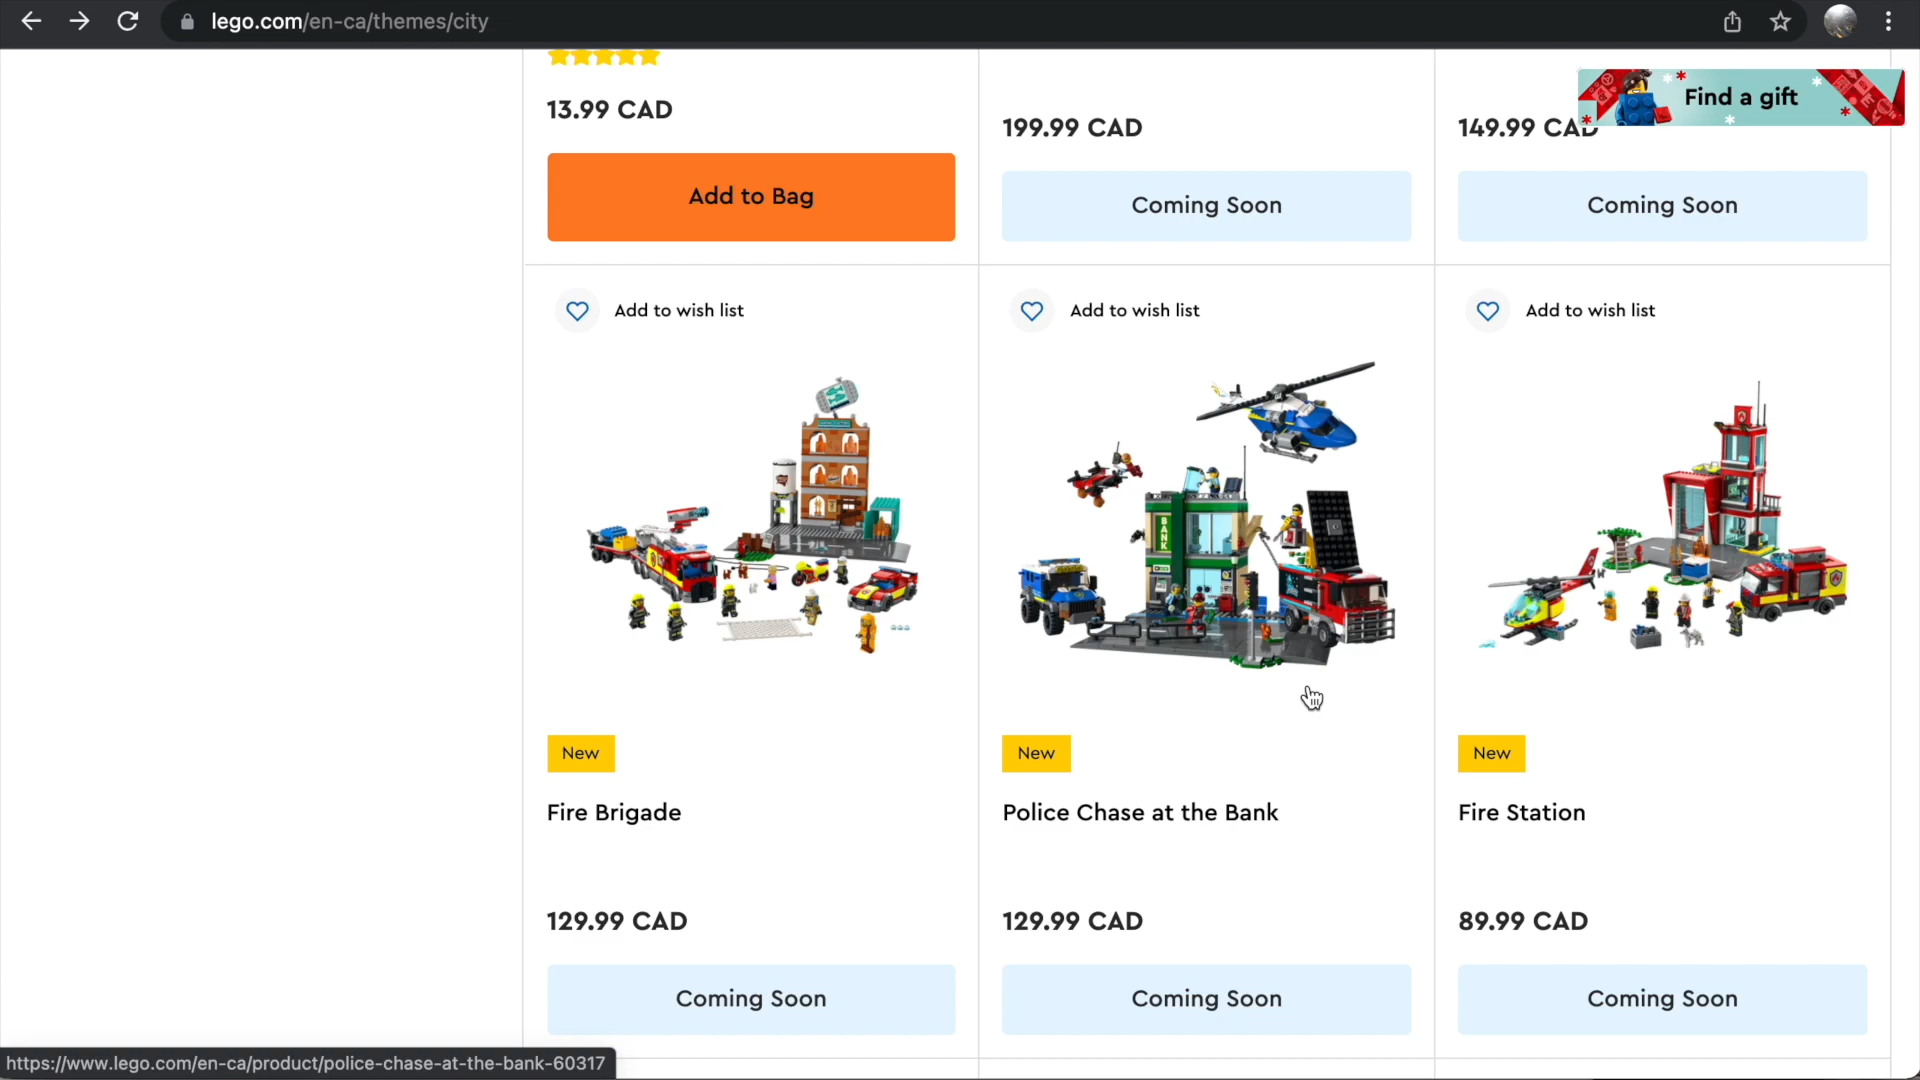 lego.com/en-ca/themes/city
Find a gift
13.99 CAD
199.99 CAD
149.99 CAD
Add to Bag
Coming Soon
Coming Soon
Add to wish list
Add to wish list
Add to wish list
BANK
New
New
New
Fire Brigade
Police Chase at the Bank
Fire Station
129.99 CAD
129.99 CAD
89.99 CAD
Coming Soon
Coming Soon
Coming Soon
https://www.lego.com/en-ca/product/police-chase-at-the-bank-60317